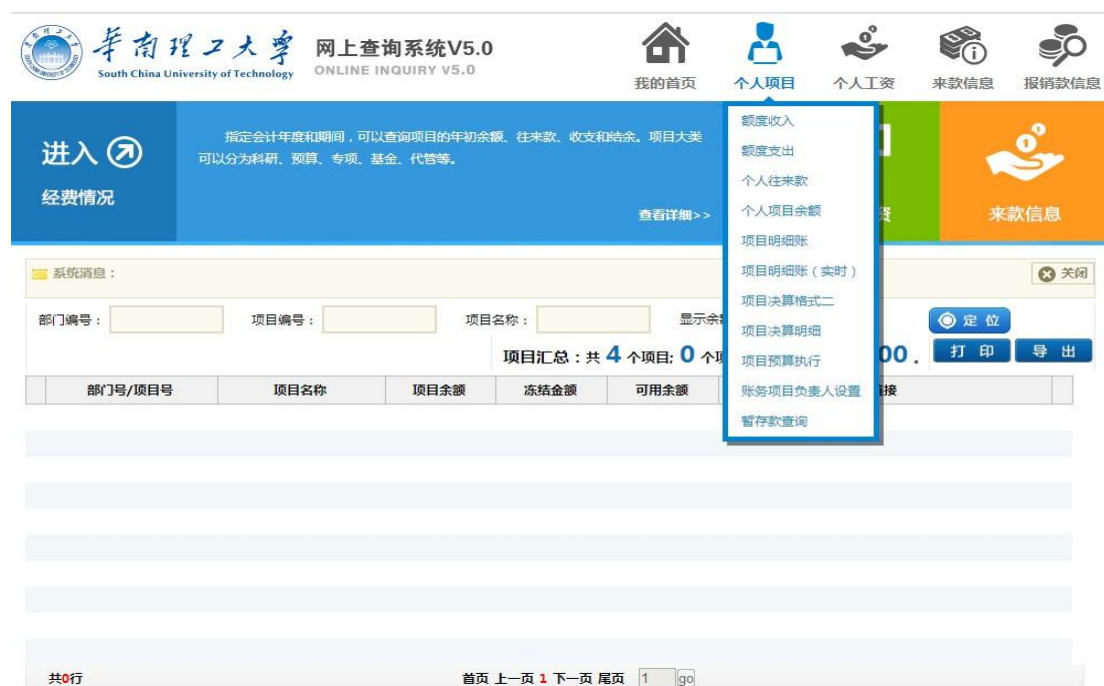 華南理工大學
South China University of Technology
网上查询系统V5.0
ONLINE INQUIRY V5.0
我的首页
个人项目
个人工资
来款信息
报销款信息
进入
经费情况
指定会计年度和期间，可以查询项目的年初余额、往来款、收支和结余。项目大类
可以分为科研、预算、专项、基金、代管等。
查看详细>>
额度收入
额度支出
个人往来款
个人项目余额
项目明细账
项目明细账（实时）
项目决算格式二
项目决算明细
项目预算执行
账务项目负责人设置
暂存款查询
资
来款信息
系统消息：
关闭
部门编号：
项目编号：
项目名称：
显示余
定 位
项目汇总：共 4 个项目; 0 个项
00.
打 印
导 出
部门号/项目号
项目名称
项目余额
冻结金额
可用余额
接
共0行
首页 上一页 1 下一页 尾页 1 go